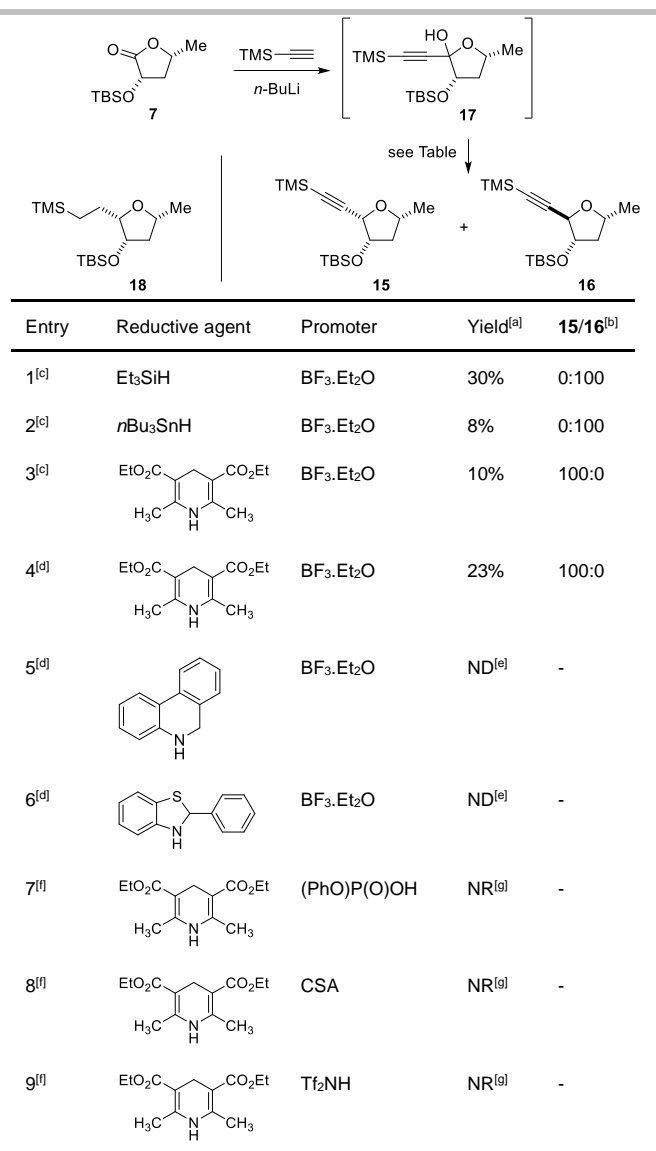 O O Me TMS HO O Me
TMS
n-BuLi
TBSO TBSO
7 17
see Table
TMS O Me TMS O Me TMS O Me
+
TBSO TBSO TBSO
18 15 16
Entry Reductive agent Promoter Yield[a] 15/16[b]
1[c] Et3SiH BF3.Et2O 30% 0:100
2[c] nBu3SnH BF3.Et2O 8% 0:100
3[c] EtO2C CO2Et BF3.Et2O 10% 100:0
H3C N CH3
H
4[d] EtO2C CO2Et BF3.Et2O 23% 100:0
H3C N CH3
H
5[d] BF3.Et2O ND[e] -
N
H
6[d] S BF3.Et2O ND[e] -
N
H
7[f] EtO2C CO2Et (PhO)P(O)OH NR[g] -
H3C N CH3
H
8[f] EtO2C CO2Et CSA NR[g] -
H3C N CH3
H
9[f] EtO2C CO2Et Tf2NH NR[g] -
H3C N CH3
H